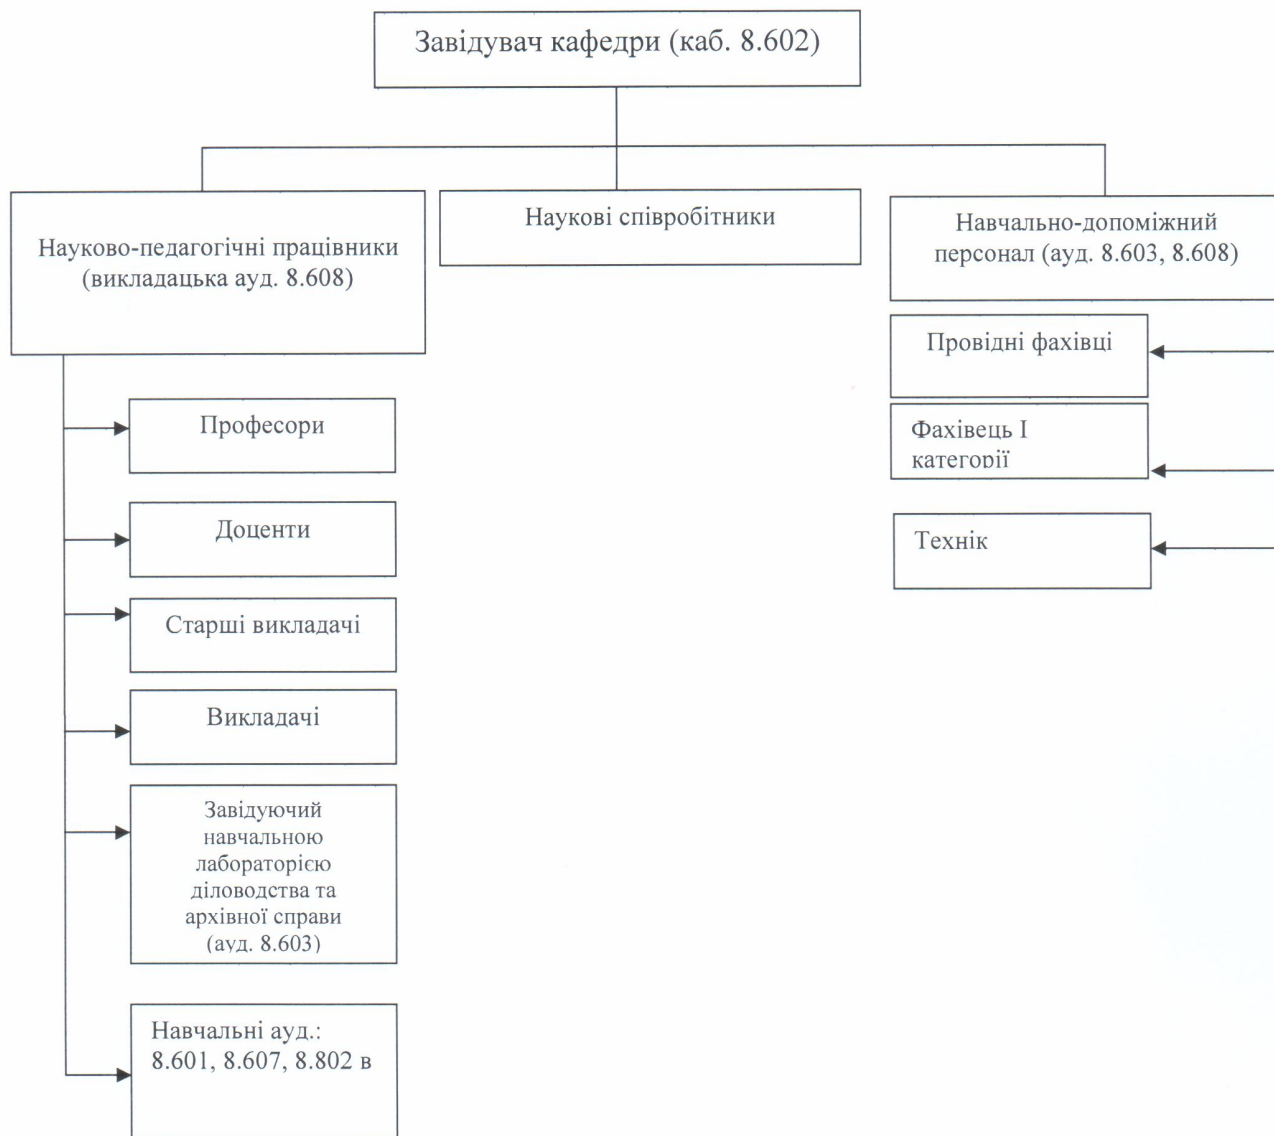 Завідувач кафедри (каб. 8.602)
Науково-педагогічні працівники
(викладацька ауд. 8.608)
Наукові співробітники
Навчально-допоміжний
персонал (ауд. 8.603, 8.608)
Професори
Доценти
Старші викладачі
Викладачі
Завідуючий
навчальною
лабораторією
діловодства та
архівної справи
(ауд. 8.603)
Навчальні ауд.:
8.601, 8.607, 8.802 в
Провідні фахівці
Фахівець І
категорії
Технік